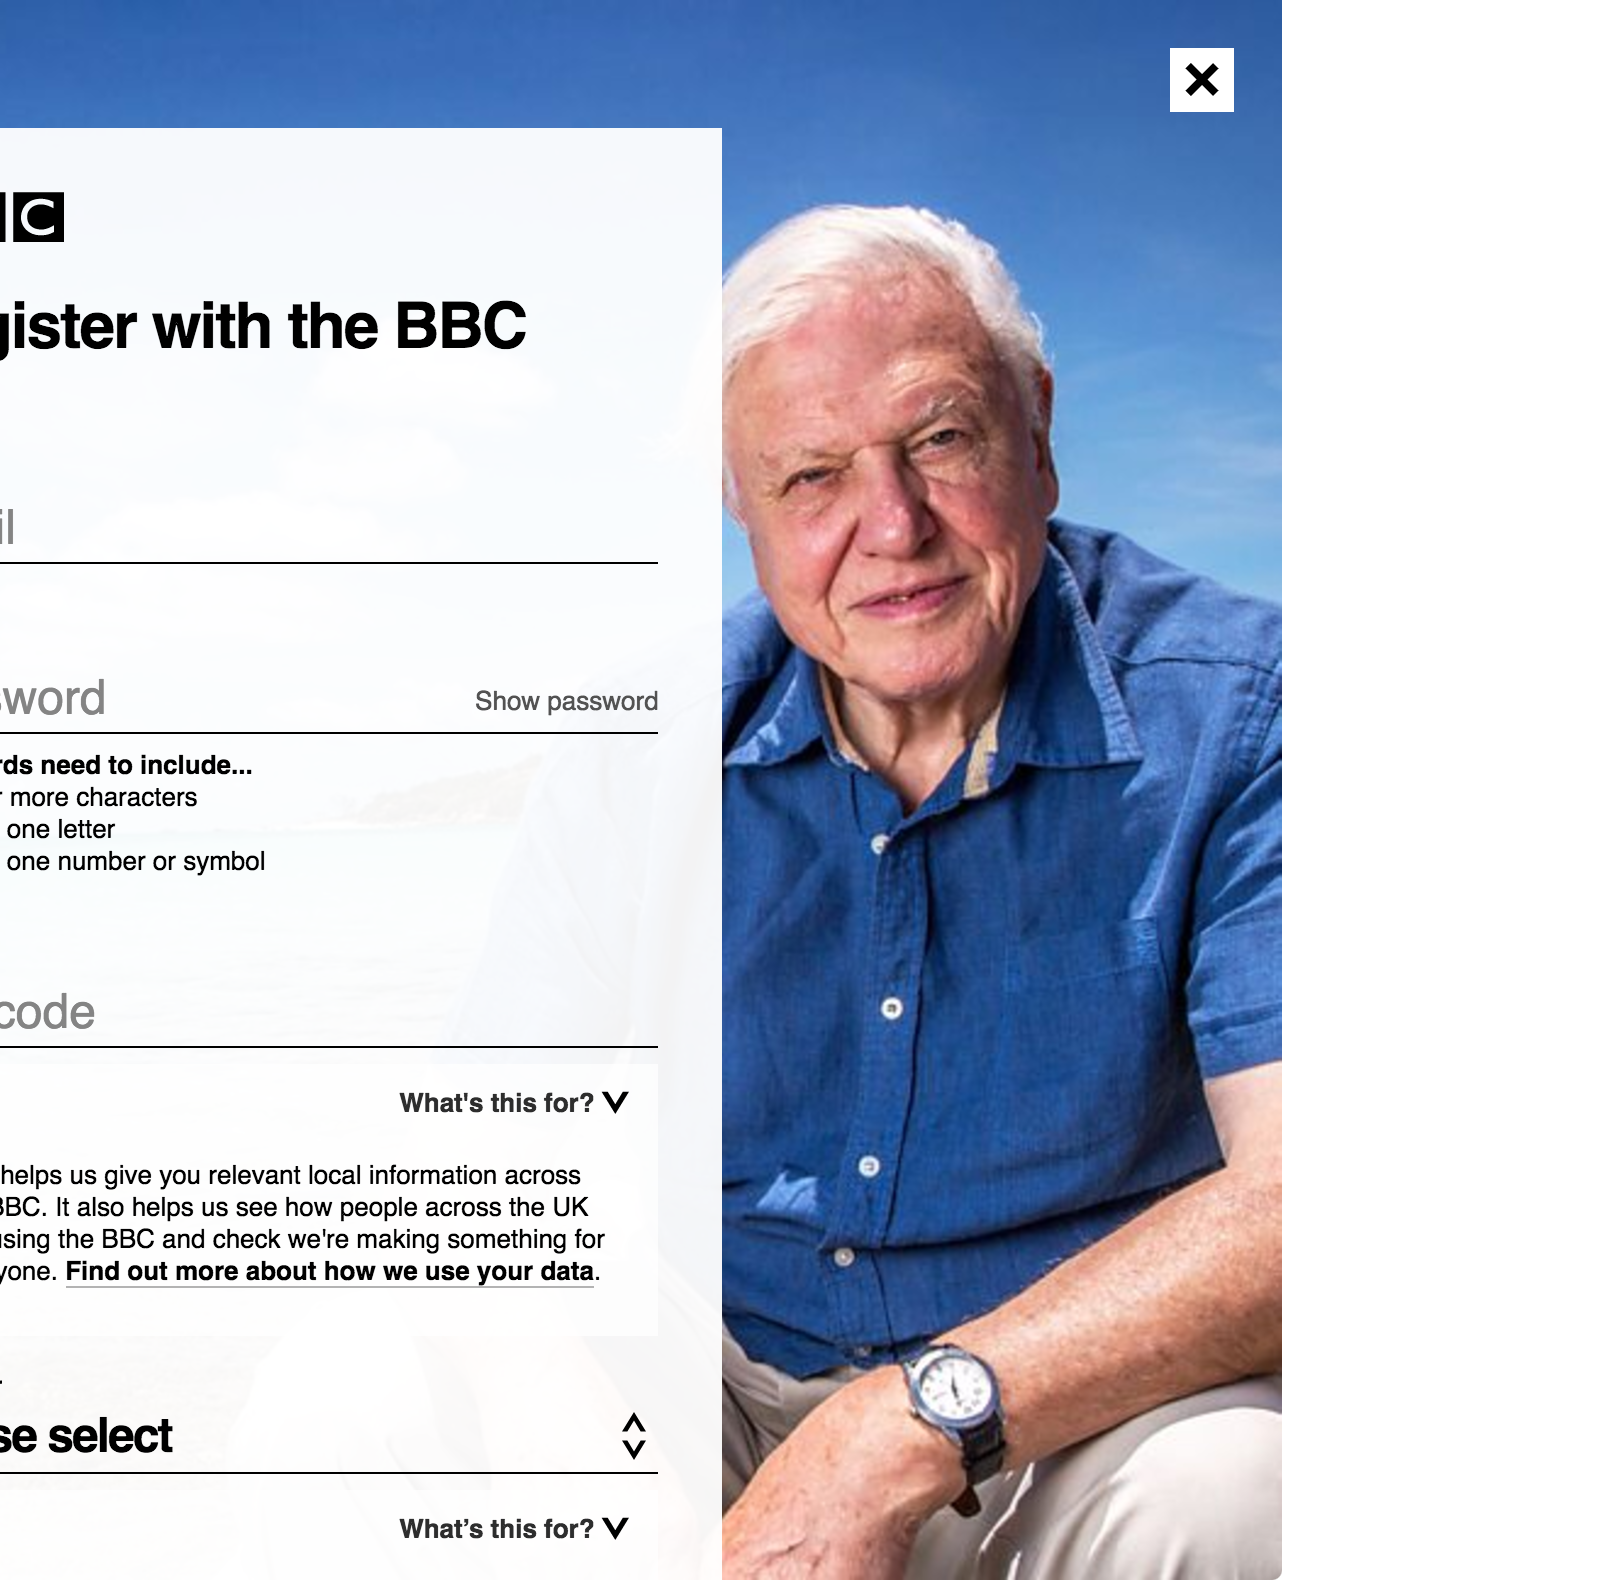 C
gister with the BBC
il
sword
Show password
rds need to include...
r more characters
one letter
one number or symbol
code
What's this for?
helps us give you relevant local information across
BBC. It also helps us see how people across the UK
using the BBC and check we're making something for
yone. Find out more about how we use your data.
se select
What’s this for?